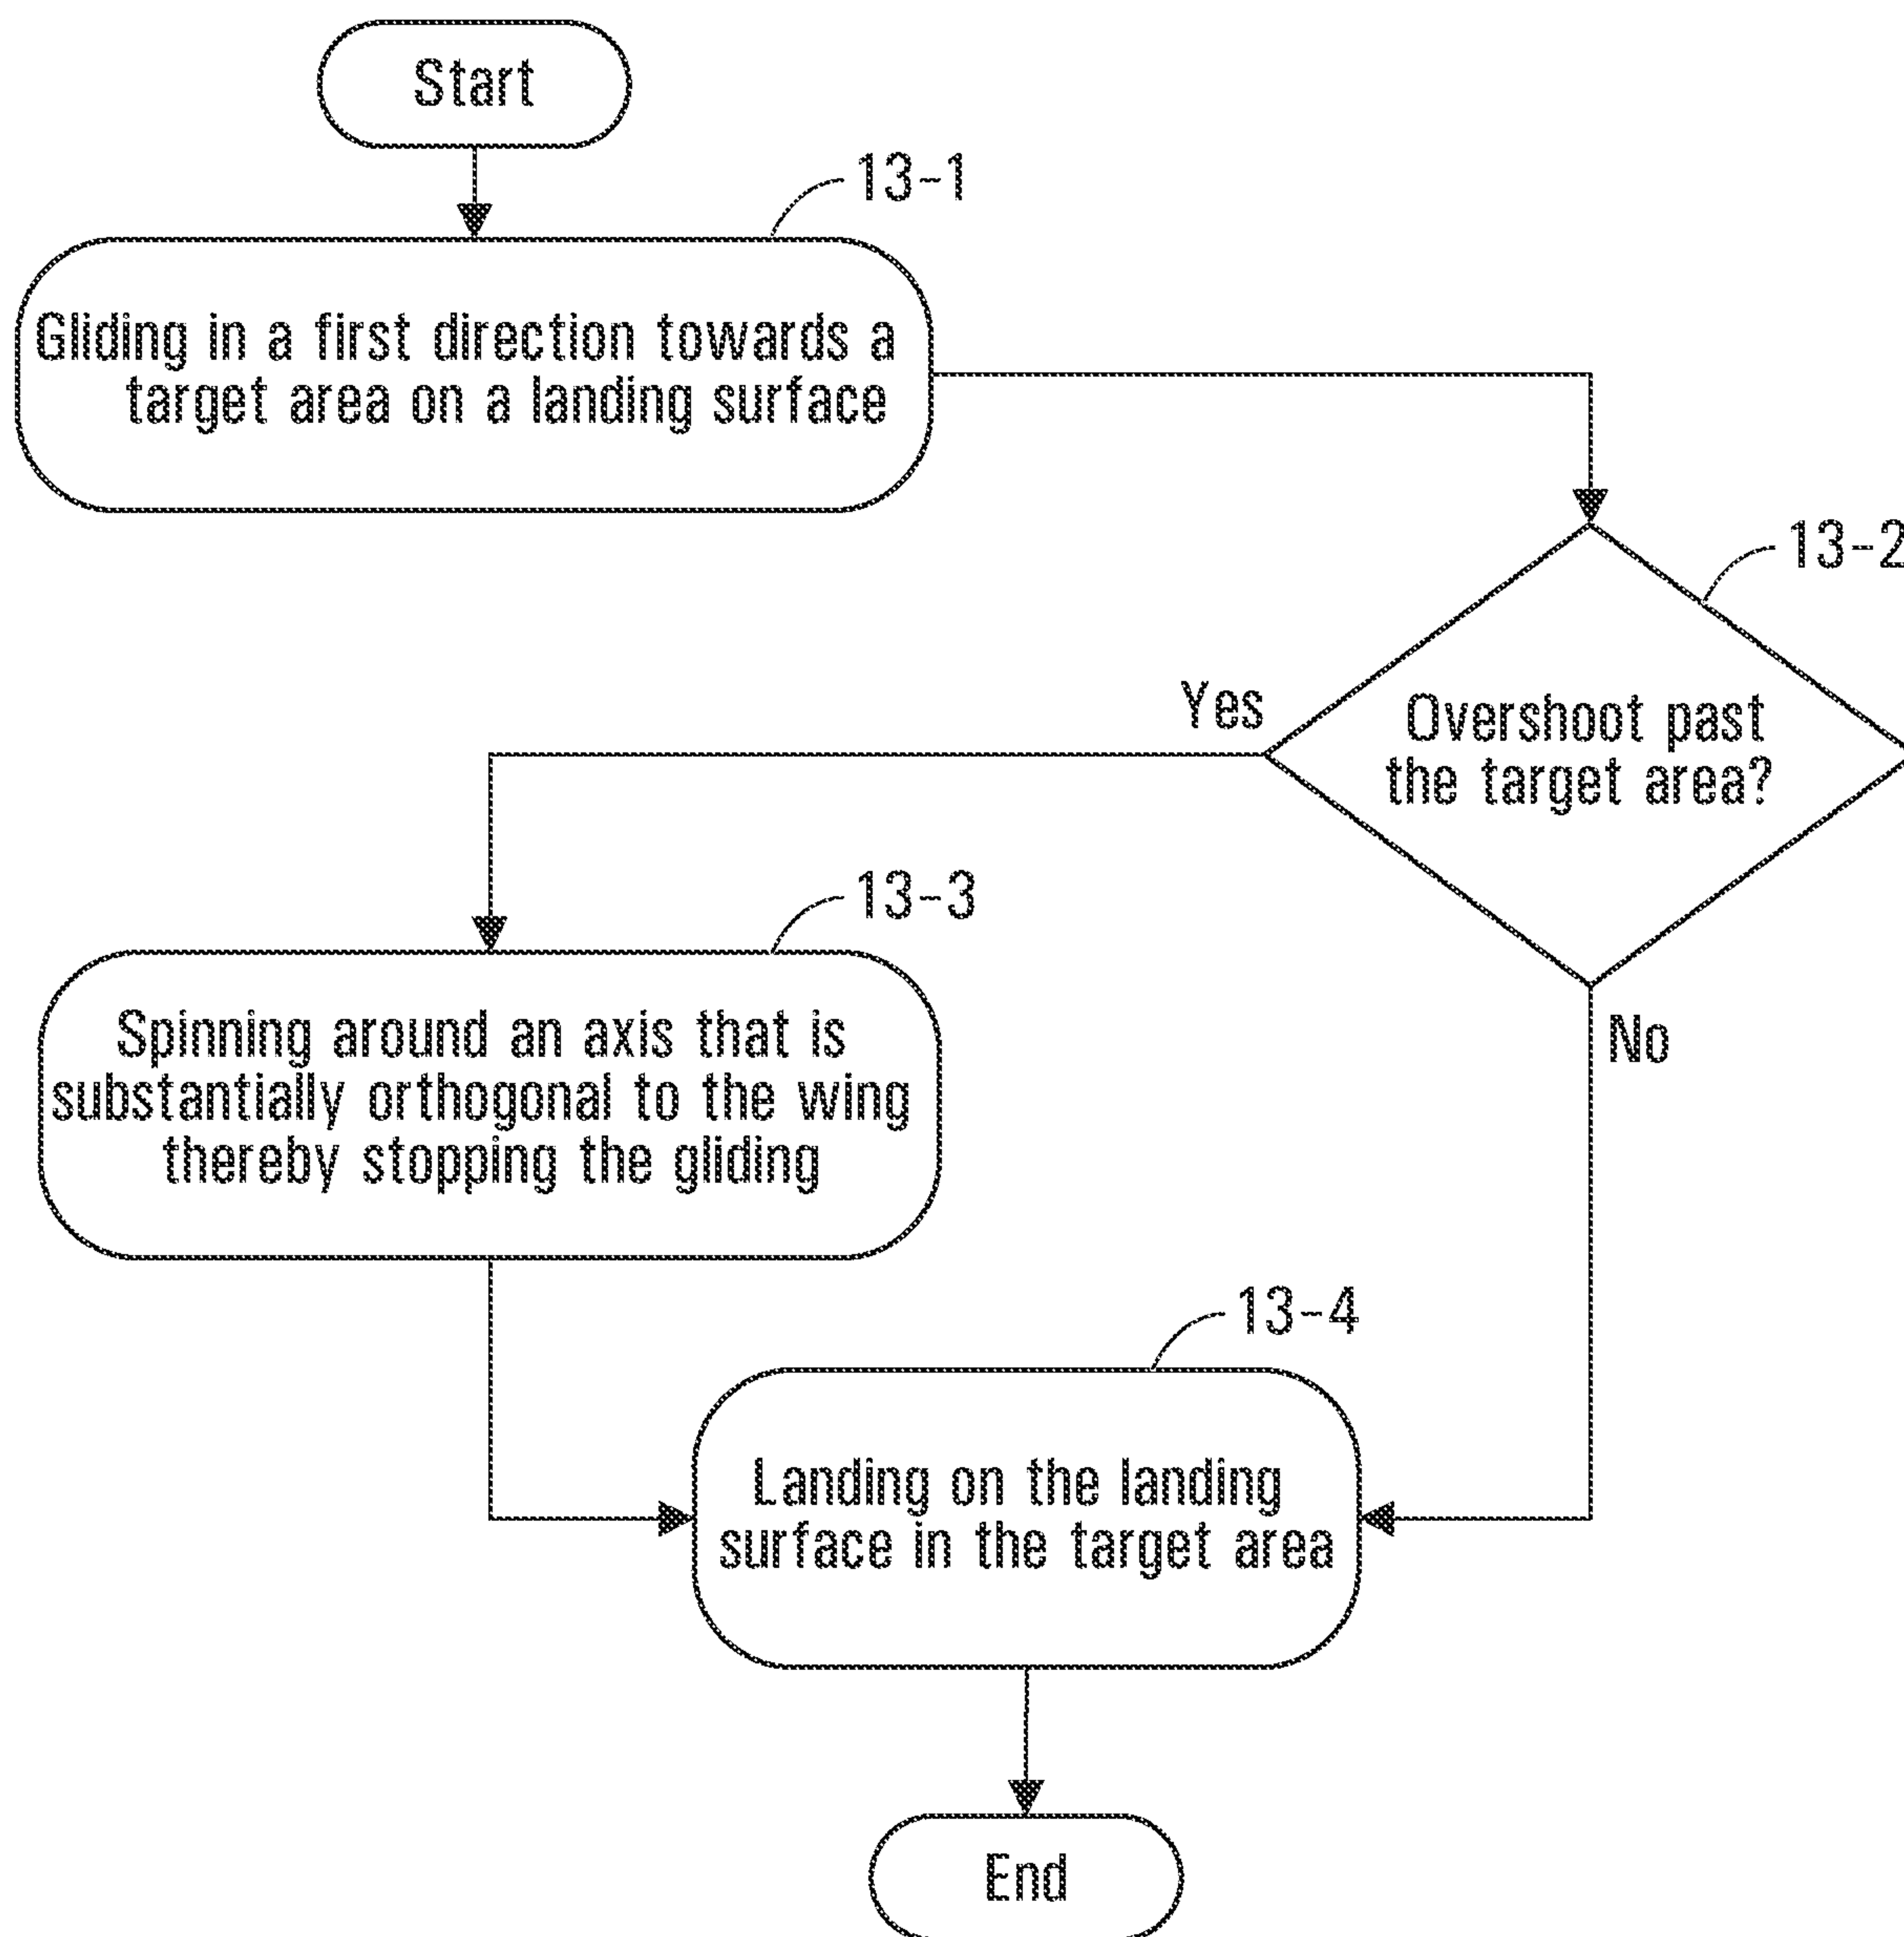 Start
13-1
Gliding in a first direction towards a
target area on a landing surface
13-2
Overshoot past
the target area?
Yes
No
13-3
Spinning around an axis that is
substantially orthogonal to the wing
thereby stopping the gliding
13-4
Landing on the landing
surface in the target area
End